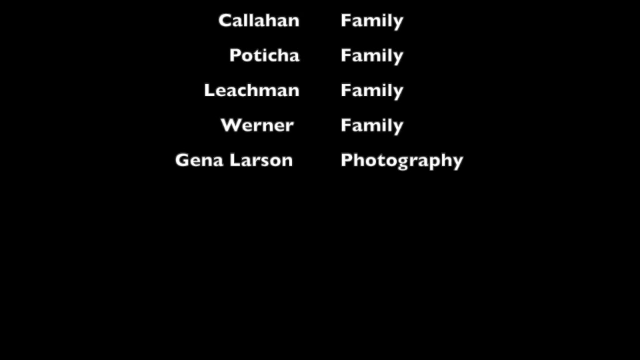 Callahan Family
Poticha Family
Leachman Family
Werner Family
Gena Larson Photography